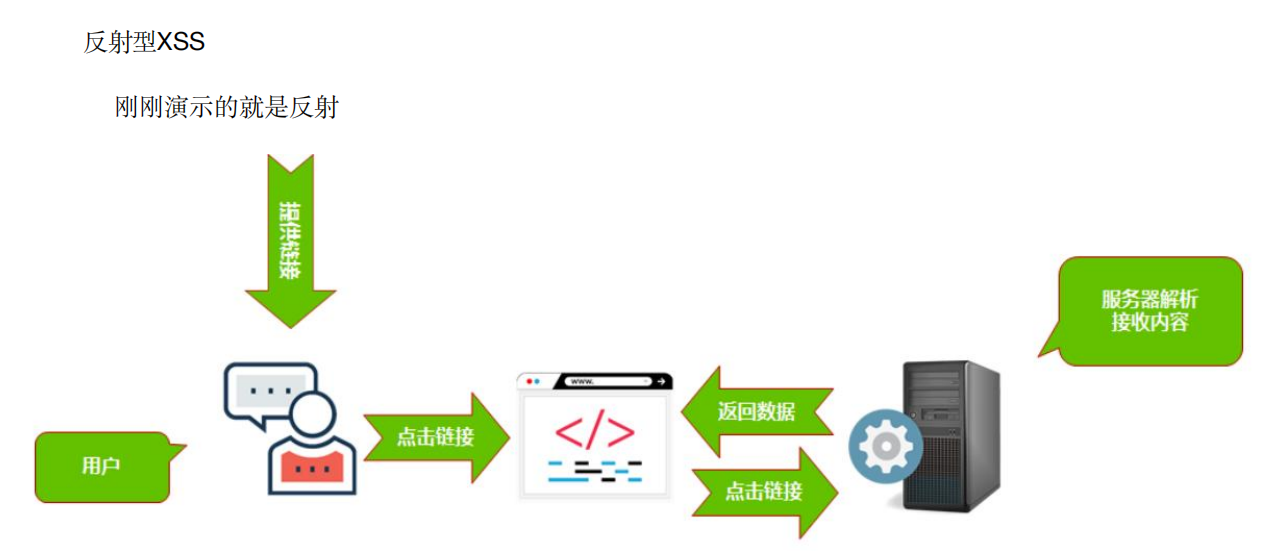 反射型XSS
刚刚演示的就是反射
提供链接
服务器解析
接收内容
www.
返回数据
点击链接
用户
点击链接